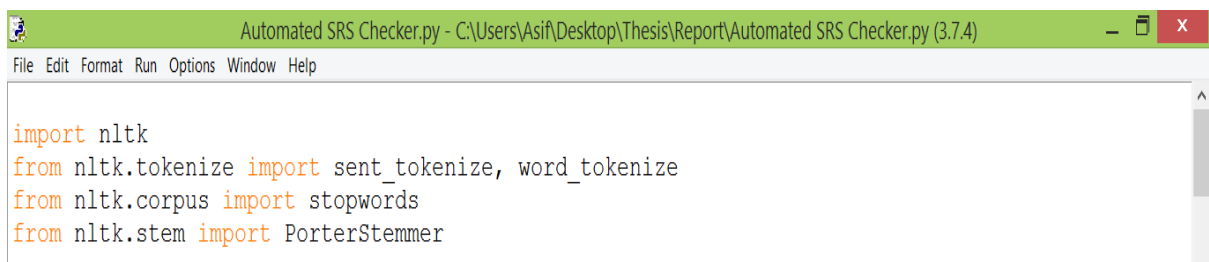 Automated SRS Checker.py - C:\Users\Asif\Desktop\Thesis\Report\Automated SRS Checker.py (3.7.4)
File Edit Format Run Options Window Help
import nltk
from nltk.tokenize import sent_tokenize, word_tokenize
from nltk.corpus import stopwords
from nltk.stem import PorterStemmer